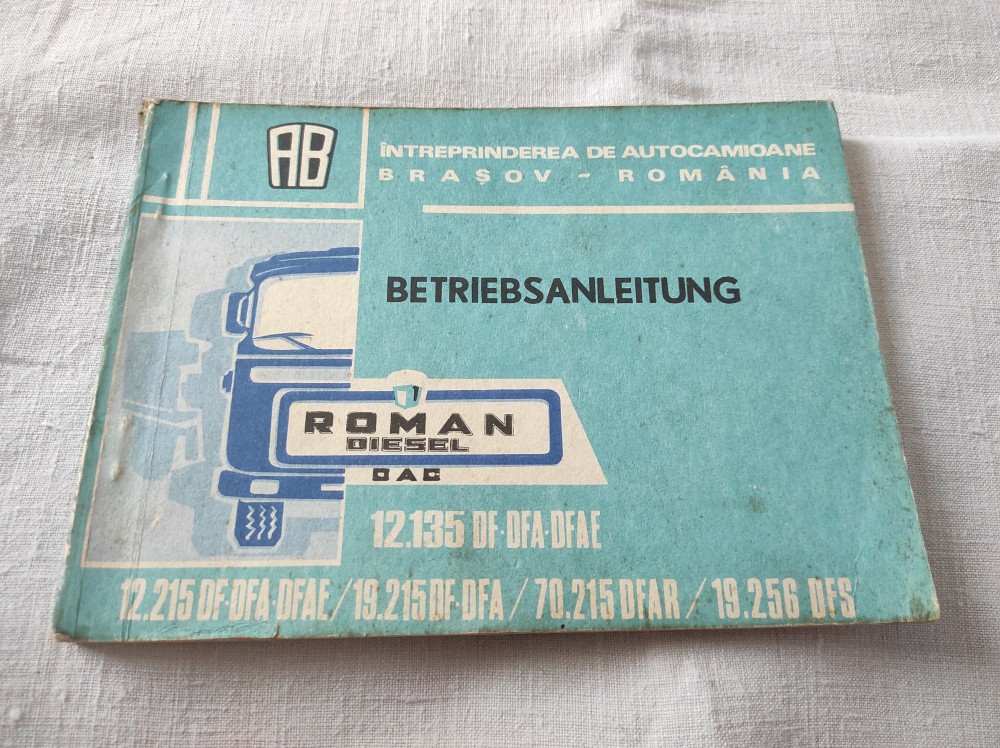 AB
ÎNTREPRINDEREA DE AUTOCAMIOANE
BRAȘOV - ROMÂNIA
BETRIEBSANLEITUNG
ROMAN
DIESEL
DAC
12.135 DF·DFA·DFAE
12.215 DF·DFA·DFAE / 19.215 DF·DFA / 70.215 DFAR / 19.256 DFS